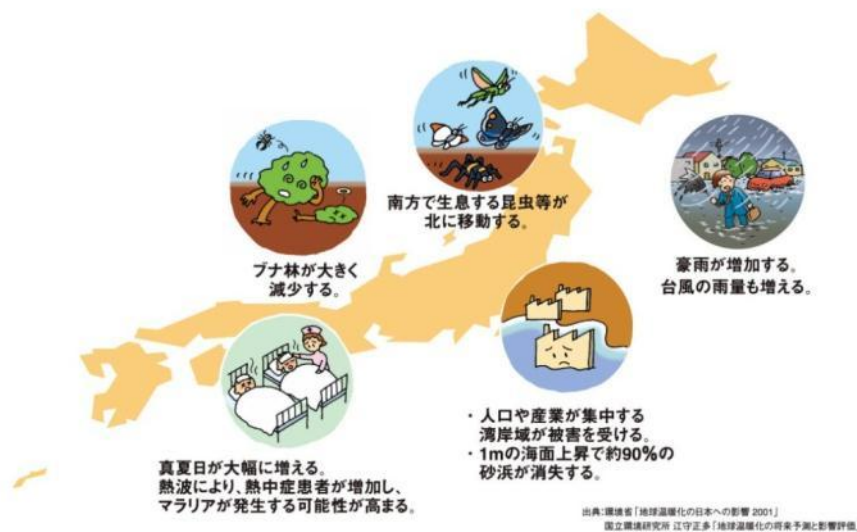 南方で生息する昆虫等が
北に移動する。
ブナ林が大きく
減少する。
豪雨が増加する。
台風の雨量も増える。
真夏日が大幅に増える。
熱波により、熱中症患者が増加し、
マラリアが発生する可能性が高まる。
・人口や産業が集中する
湾岸域が被害を受ける。
・1mの海面上昇で約90%の
砂浜が消失する。
出典:環境省「地球温暖化の日本への影響2001」
国立環境研究所 江守正多「地球温暖化の将来予測と影響評価